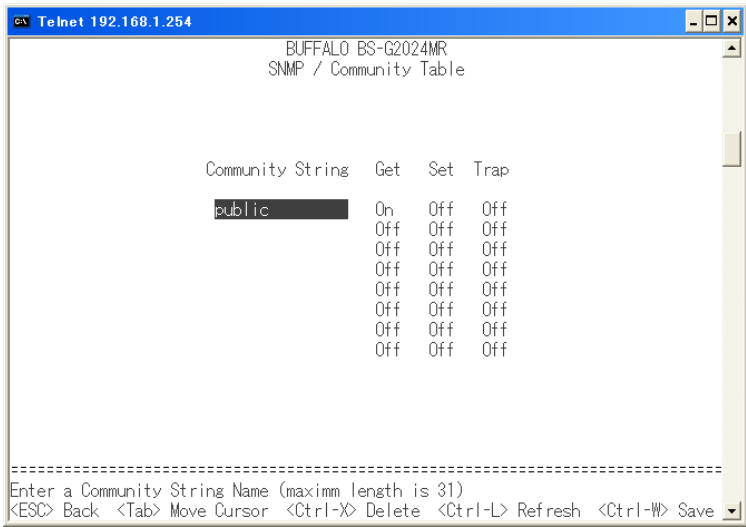 Telnet 192.168.1.254
BUFFALO BS-G2024MR
SNMP / Community Table
Community String Get Set Trap
public On Off Off
Off Off Off
Off Off Off
Off Off Off
Off Off Off
Off Off Off
Off Off Off
Off Off Off
================================================================================
Enter a Community String Name (maximm length is 31)
<ESC> Back <Tab> Move Cursor <Ctrl-X> Delete <Ctrl-L> Refresh <Ctrl-W> Save